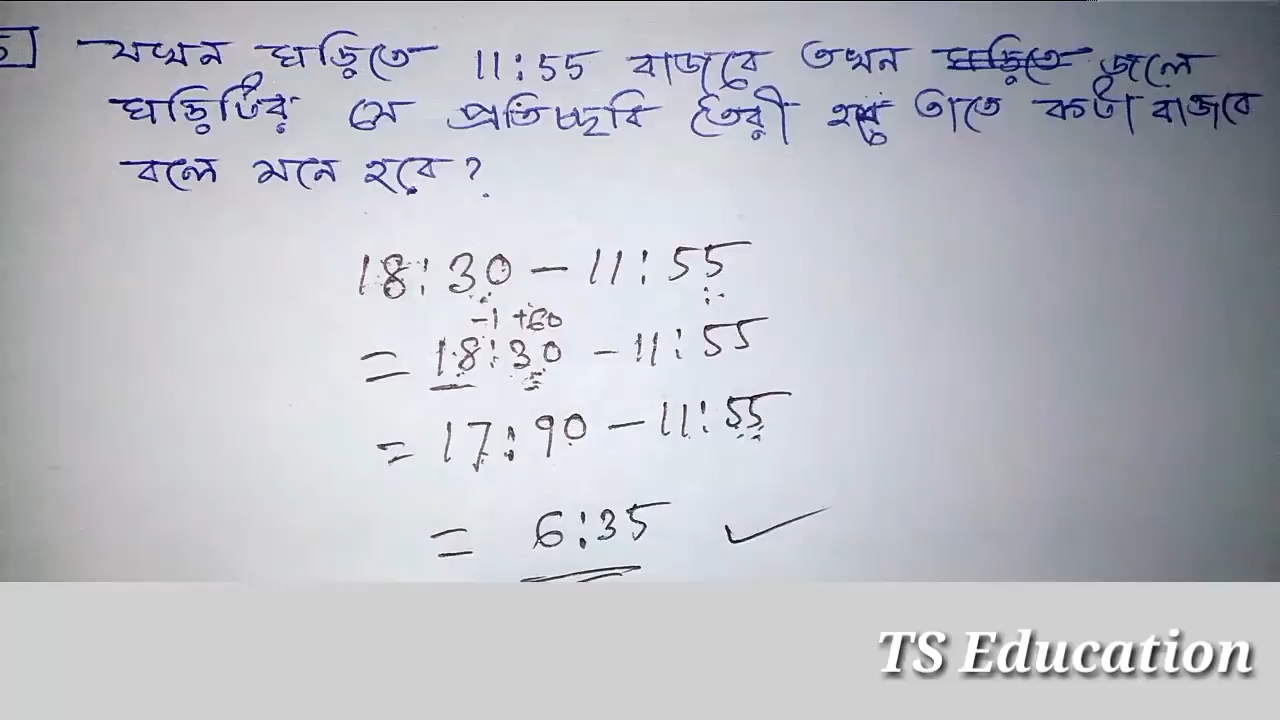 যখন ঘড়িতে 11:55 বাজবে তখন ঘড়িতে জলে
ঘড়িটির যে প্রতিচ্ছবি তৈরী হবে তাতে কটা বাজবে
বলে মনে হবে?
18:30 – 11:55
-1 +60
= 18:30 – 11:55
= 17:90 – 11:55
= 6:35 ✓
TS Education